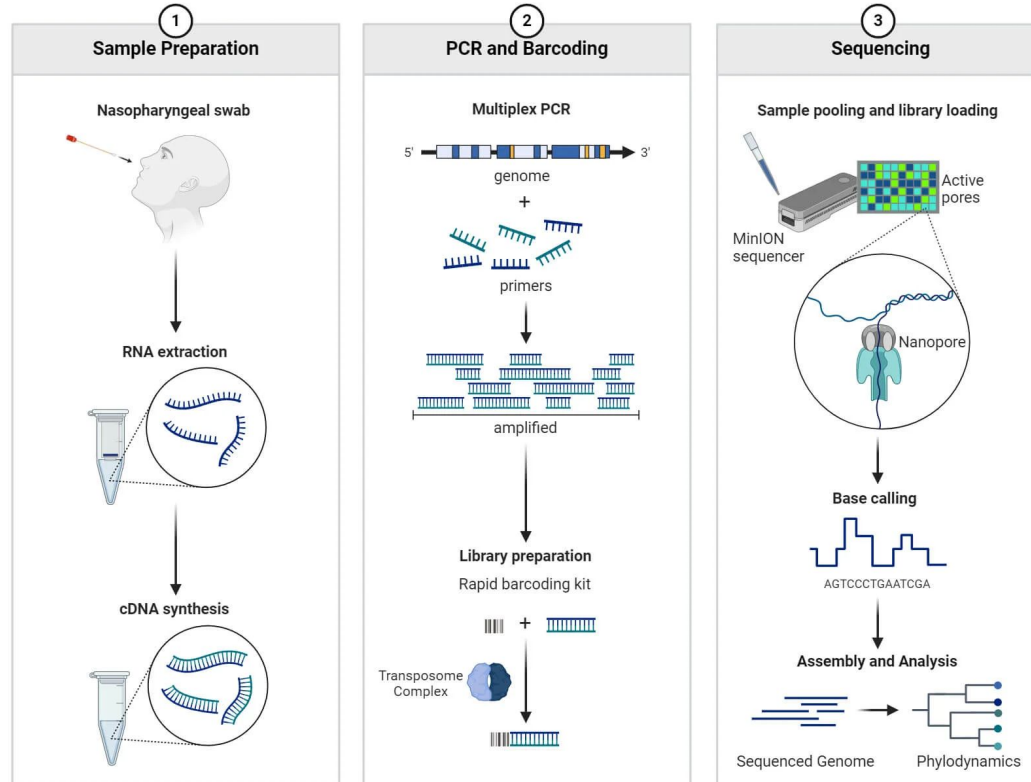 1
Sample Preparation
Nasopharyngeal swab
RNA extraction
cDNA synthesis
2
PCR and Barcoding
Multiplex PCR
5' 3'
genome
+
primers
amplified
Library preparation
Rapid barcoding kit
+
Transposome
Complex
3
Sequencing
Sample pooling and library loading
Active
pores
MinION
sequencer
Nanopore
Base calling
AGTCCCTGAATCGA
Assembly and Analysis
Sequenced Genome
Phylodynamics